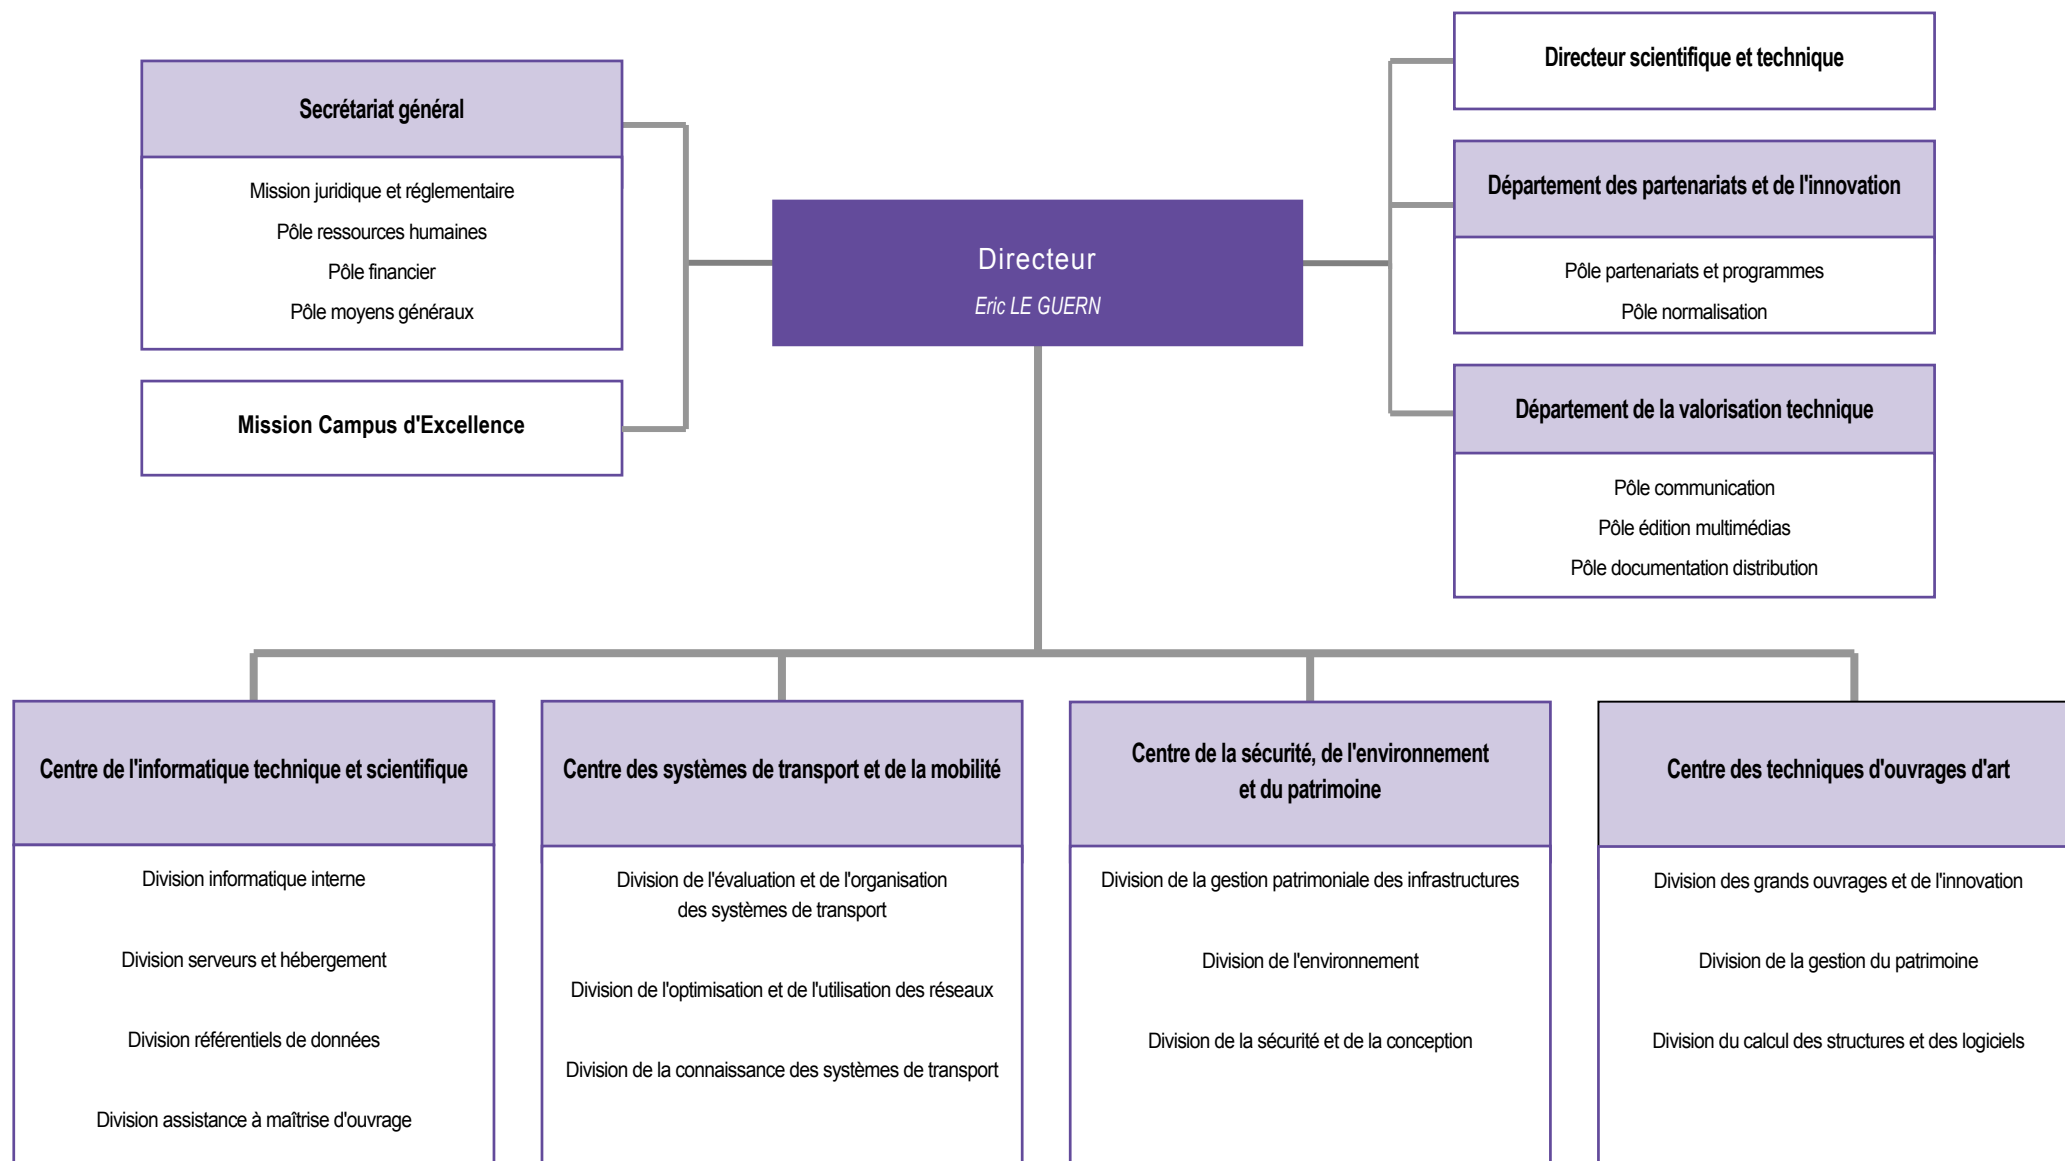 Secrétariat général
Mission juridique et réglementaire
Pôle ressources humaines
Pôle financier
Pôle moyens généraux
Mission Campus d'Excellence
Directeur
Eric LE GUERN
Directeur scientifique et technique
Département des partenariats et de l'innovation
Pôle partenariats et programmes
Pôle normalisation
Département de la valorisation technique
Pôle communication
Pôle édition multimédias
Pôle documentation distribution
Centre de l'informatique technique et scientifique
Division informatique interne
Division serveurs et hébergement
Division référentiels de données
Division assistance à maîtrise d'ouvrage
Centre des systèmes de transport et de la mobilité
Division de l'évaluation et de l'organisation
des systèmes de transport
Division de l'optimisation et de l'utilisation des réseaux
Division de la connaissance des systèmes de transport
Centre de la sécurité, de l'environnement
et du patrimoine
Division de la gestion patrimoniale des infrastructures
Division de l'environnement
Division de la sécurité et de la conception
Centre des techniques d'ouvrages d'art
Division des grands ouvrages et de l'innovation
Division de la gestion du patrimoine
Division du calcul des structures et des logiciels